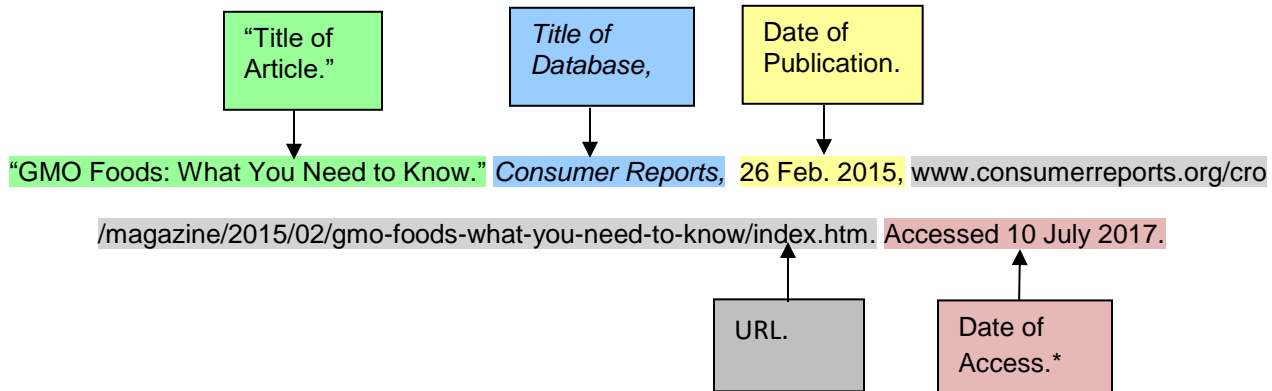 “Title of
Article.”
Title of
Database,
Date of
Publication.
“GMO Foods: What You Need to Know.” Consumer Reports, 26 Feb. 2015, www.consumerreports.org/cro
/magazine/2015/02/gmo-foods-what-you-need-to-know/index.htm. Accessed 10 July 2017.
URL.
Date of
Access.*